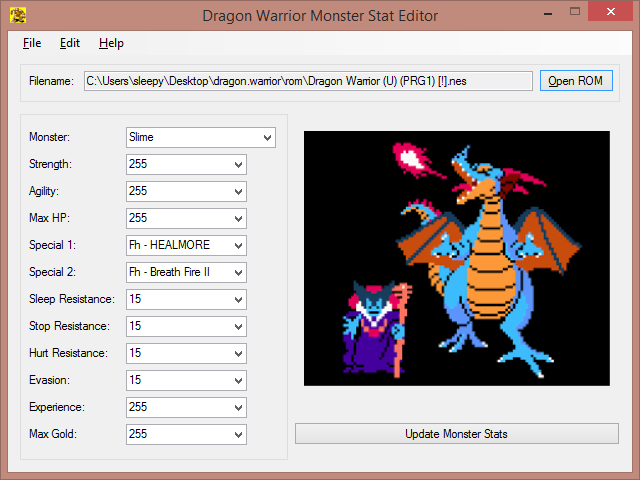 Dragon Warrior Monster Stat Editor
File Edit Help
Filename: C:\Users\sleepy\Desktop\dragon.warrior\rom\Dragon Warrior (U) (PRG1) [!].nes Open ROM
Monster: Slime
Strength: 255
Agility: 255
Max HP: 255
Special 1: Fh - HEALMORE
Special 2: Fh - Breath Fire II
Sleep Resistance: 15
Stop Resistance: 15
Hurt Resistance: 15
Evasion: 15
Experience: 255
Max Gold: 255
Update Monster Stats